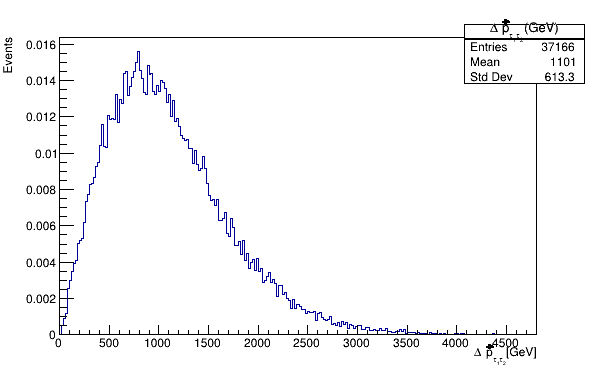 Δ p⃗τ₁τ₂(GeV)
Entries 37166
Mean 1101
Std Dev 613.3
Events
0.016
0.014
0.012
0.01
0.008
0.006
0.004
0.002
0
0 500 1000 1500 2000 2500 3000 3500 4000 4500
Δ p⃗τ₁τ₂[GeV]